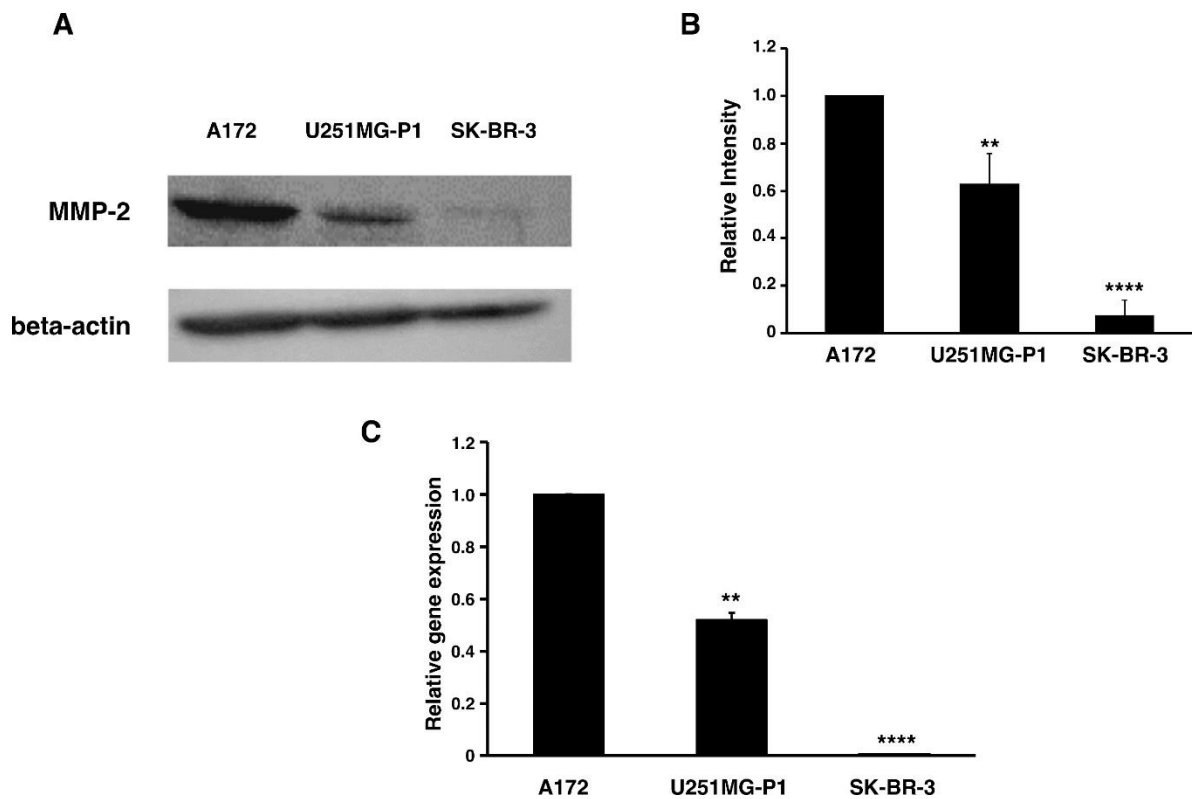 A
A172 U251MG-P1 SK-BR-3
MMP-2
beta-actin
B
Relative Intensity
1.2
1.0
0.8
0.6
0.4
0.2
0
**
****
A172 U251MG-P1 SK-BR-3
C
Relative gene expression
1.2
1.0
0.8
0.6
0.4
0.2
0
**
****
A172 U251MG-P1 SK-BR-3